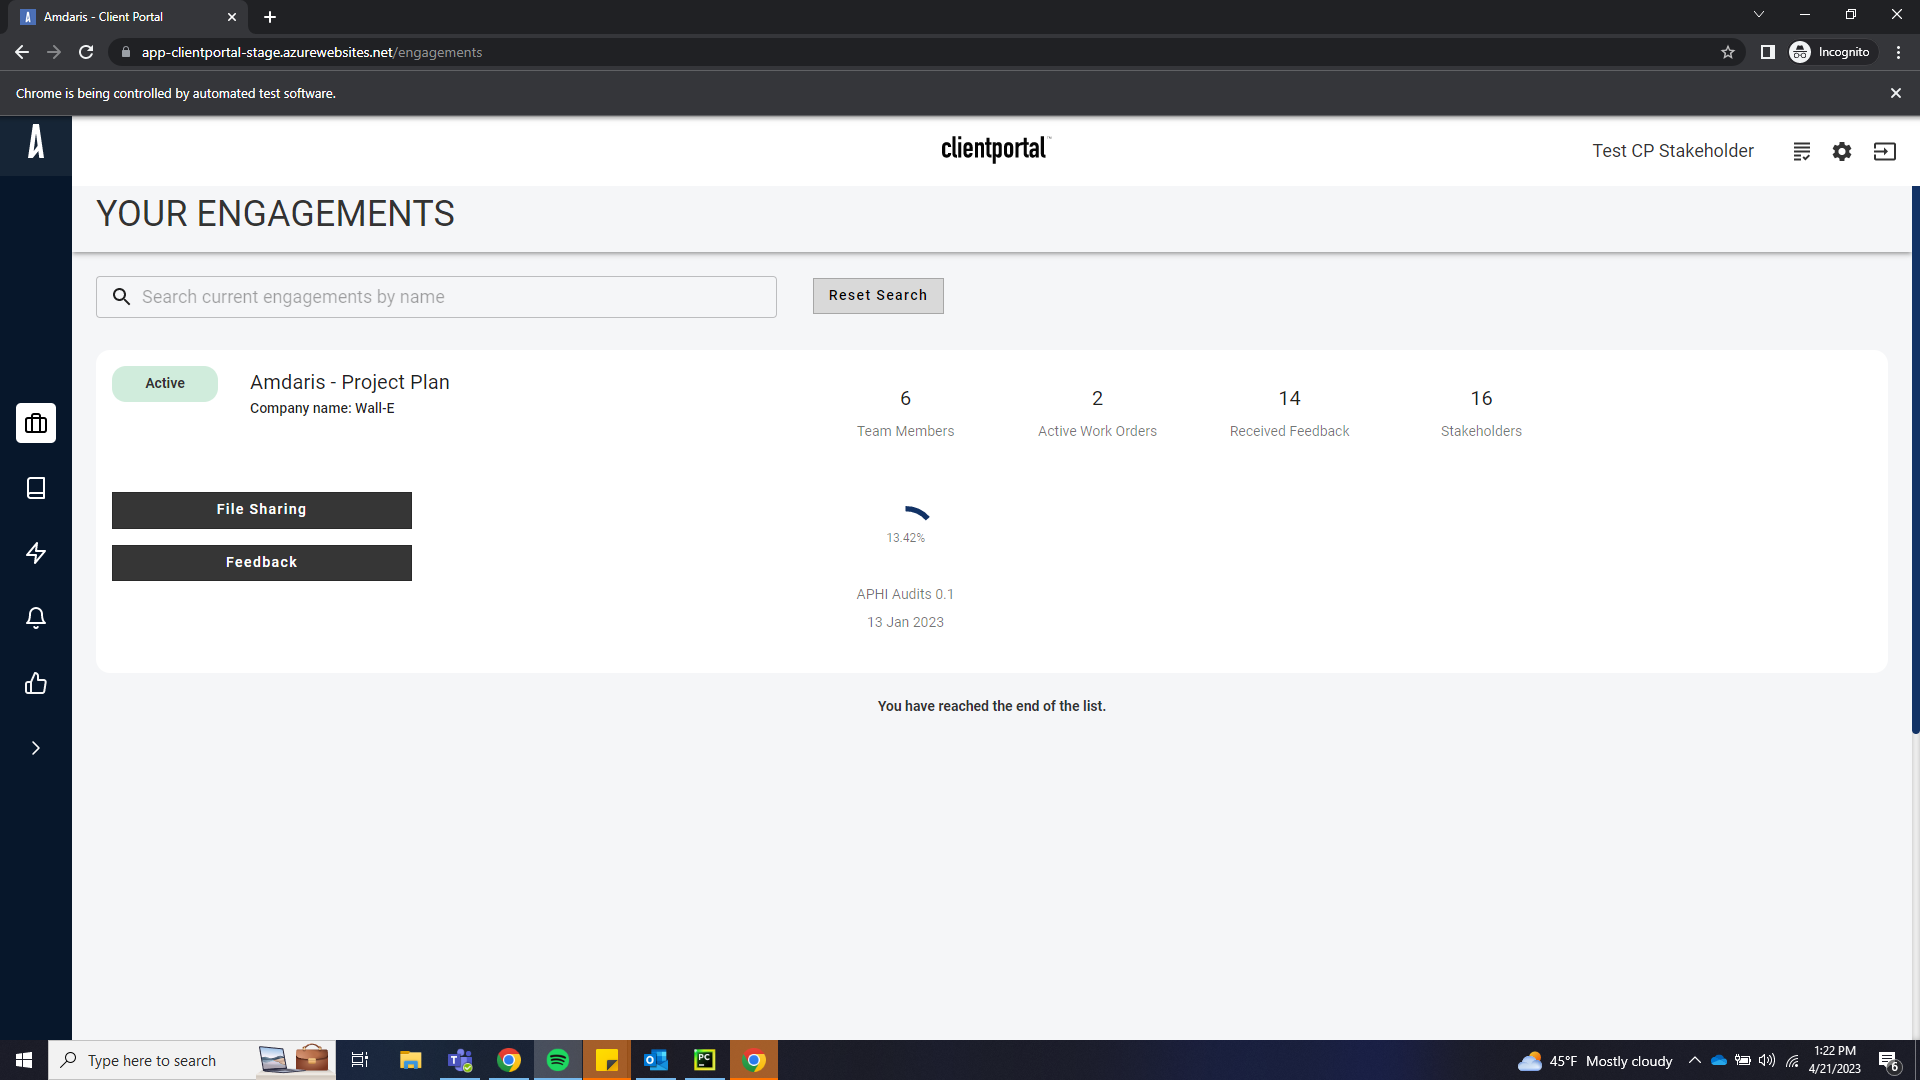 Amdaris - Client Portal
app-clientportal-stage.azurewebsites.net/engagements
Incognito
Chrome is being controlled by automated test software.
clientportal™
Test CP Stakeholder
YOUR ENGAGEMENTS
Search current engagements by name
Reset Search
Active
Amdaris - Project Plan
Company name: Wall-E
6
Team Members
2
Active Work Orders
14
Received Feedback
16
Stakeholders
File Sharing
Feedback
13.42%
APHI Audits 0.1
13 Jan 2023
You have reached the end of the list.
Type here to search
PC
45°F Mostly cloudy
1:22 PM
4/21/2023
6